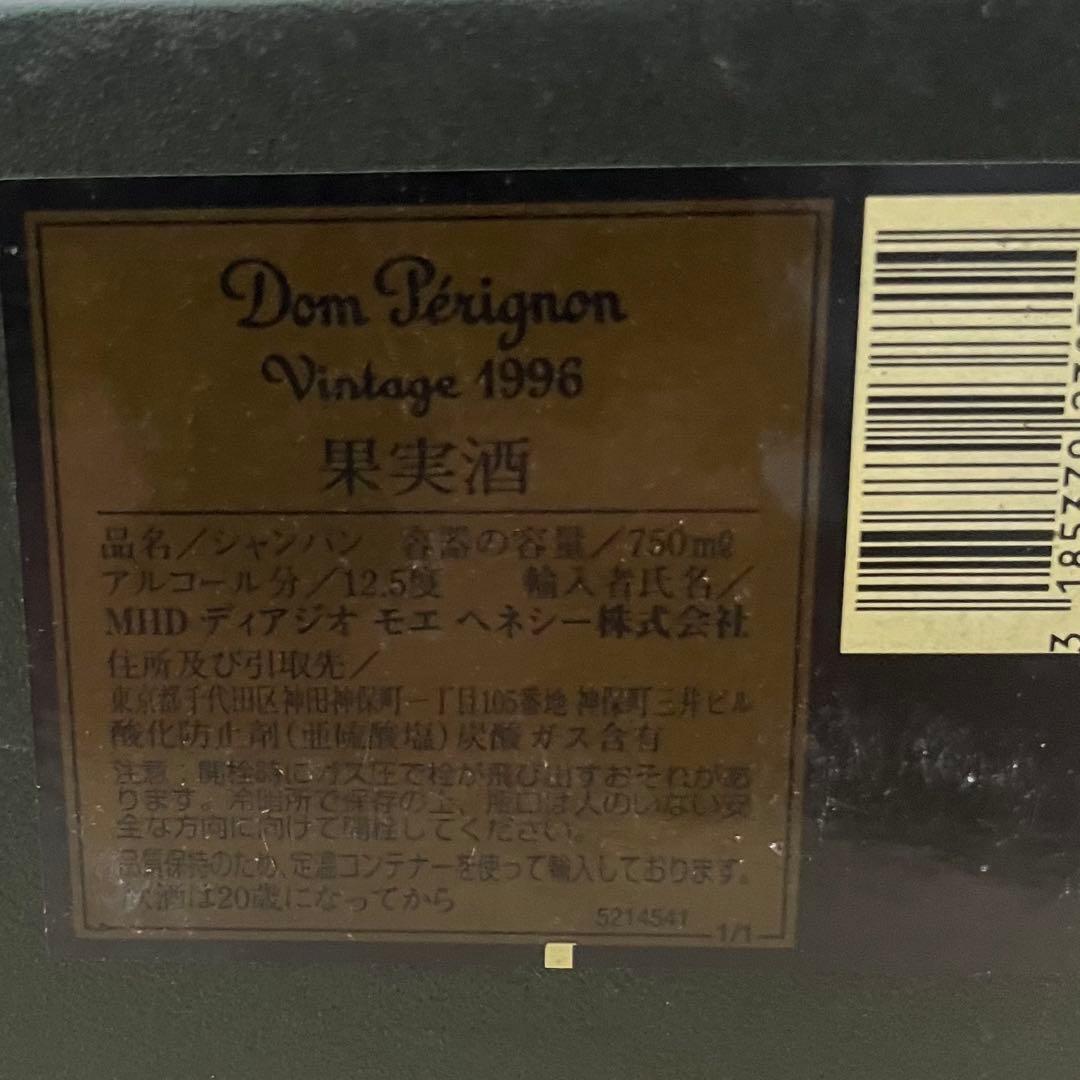 Dom Pérignon
Vintage 1996
果実酒
品名／シャンパン 容器の容量／750mℓ
アルコール分／12.5度 輸入者氏名／
MHD ディアジオ モエ ヘネシー株式会社
住所及び引取先／
東京都千代田区神田神保町一丁目105番地 神保町三井ビル
酸化防止剤(亜硫酸塩)炭酸ガス含有
注意：開栓時にガス圧で栓が飛び出すおそれがあ
ります。冷暗所で保存の上、瓶口は人のいない安
全な方向に向けて開栓してください。
品質保持のため、定温コンテナーを使って輸入しております。
飲酒は20歳になってから
5214541
1/1
3 185370